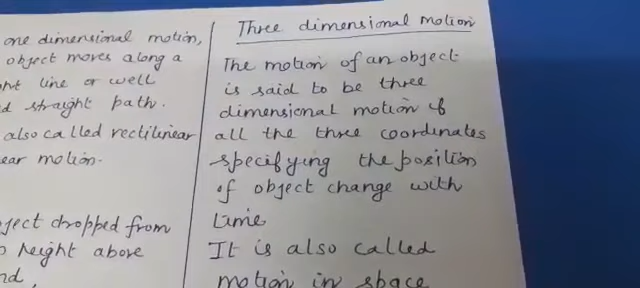 one dimensional motion,
object moves along a
line or well
straight path.
also called rectilinear
motion.
dropped from
height above
Three dimensional motion
The motion of an object
is said to be three
dimensional motion if
all the three coordinates
specifying the position
of object change with
time
It is also called
motion in space